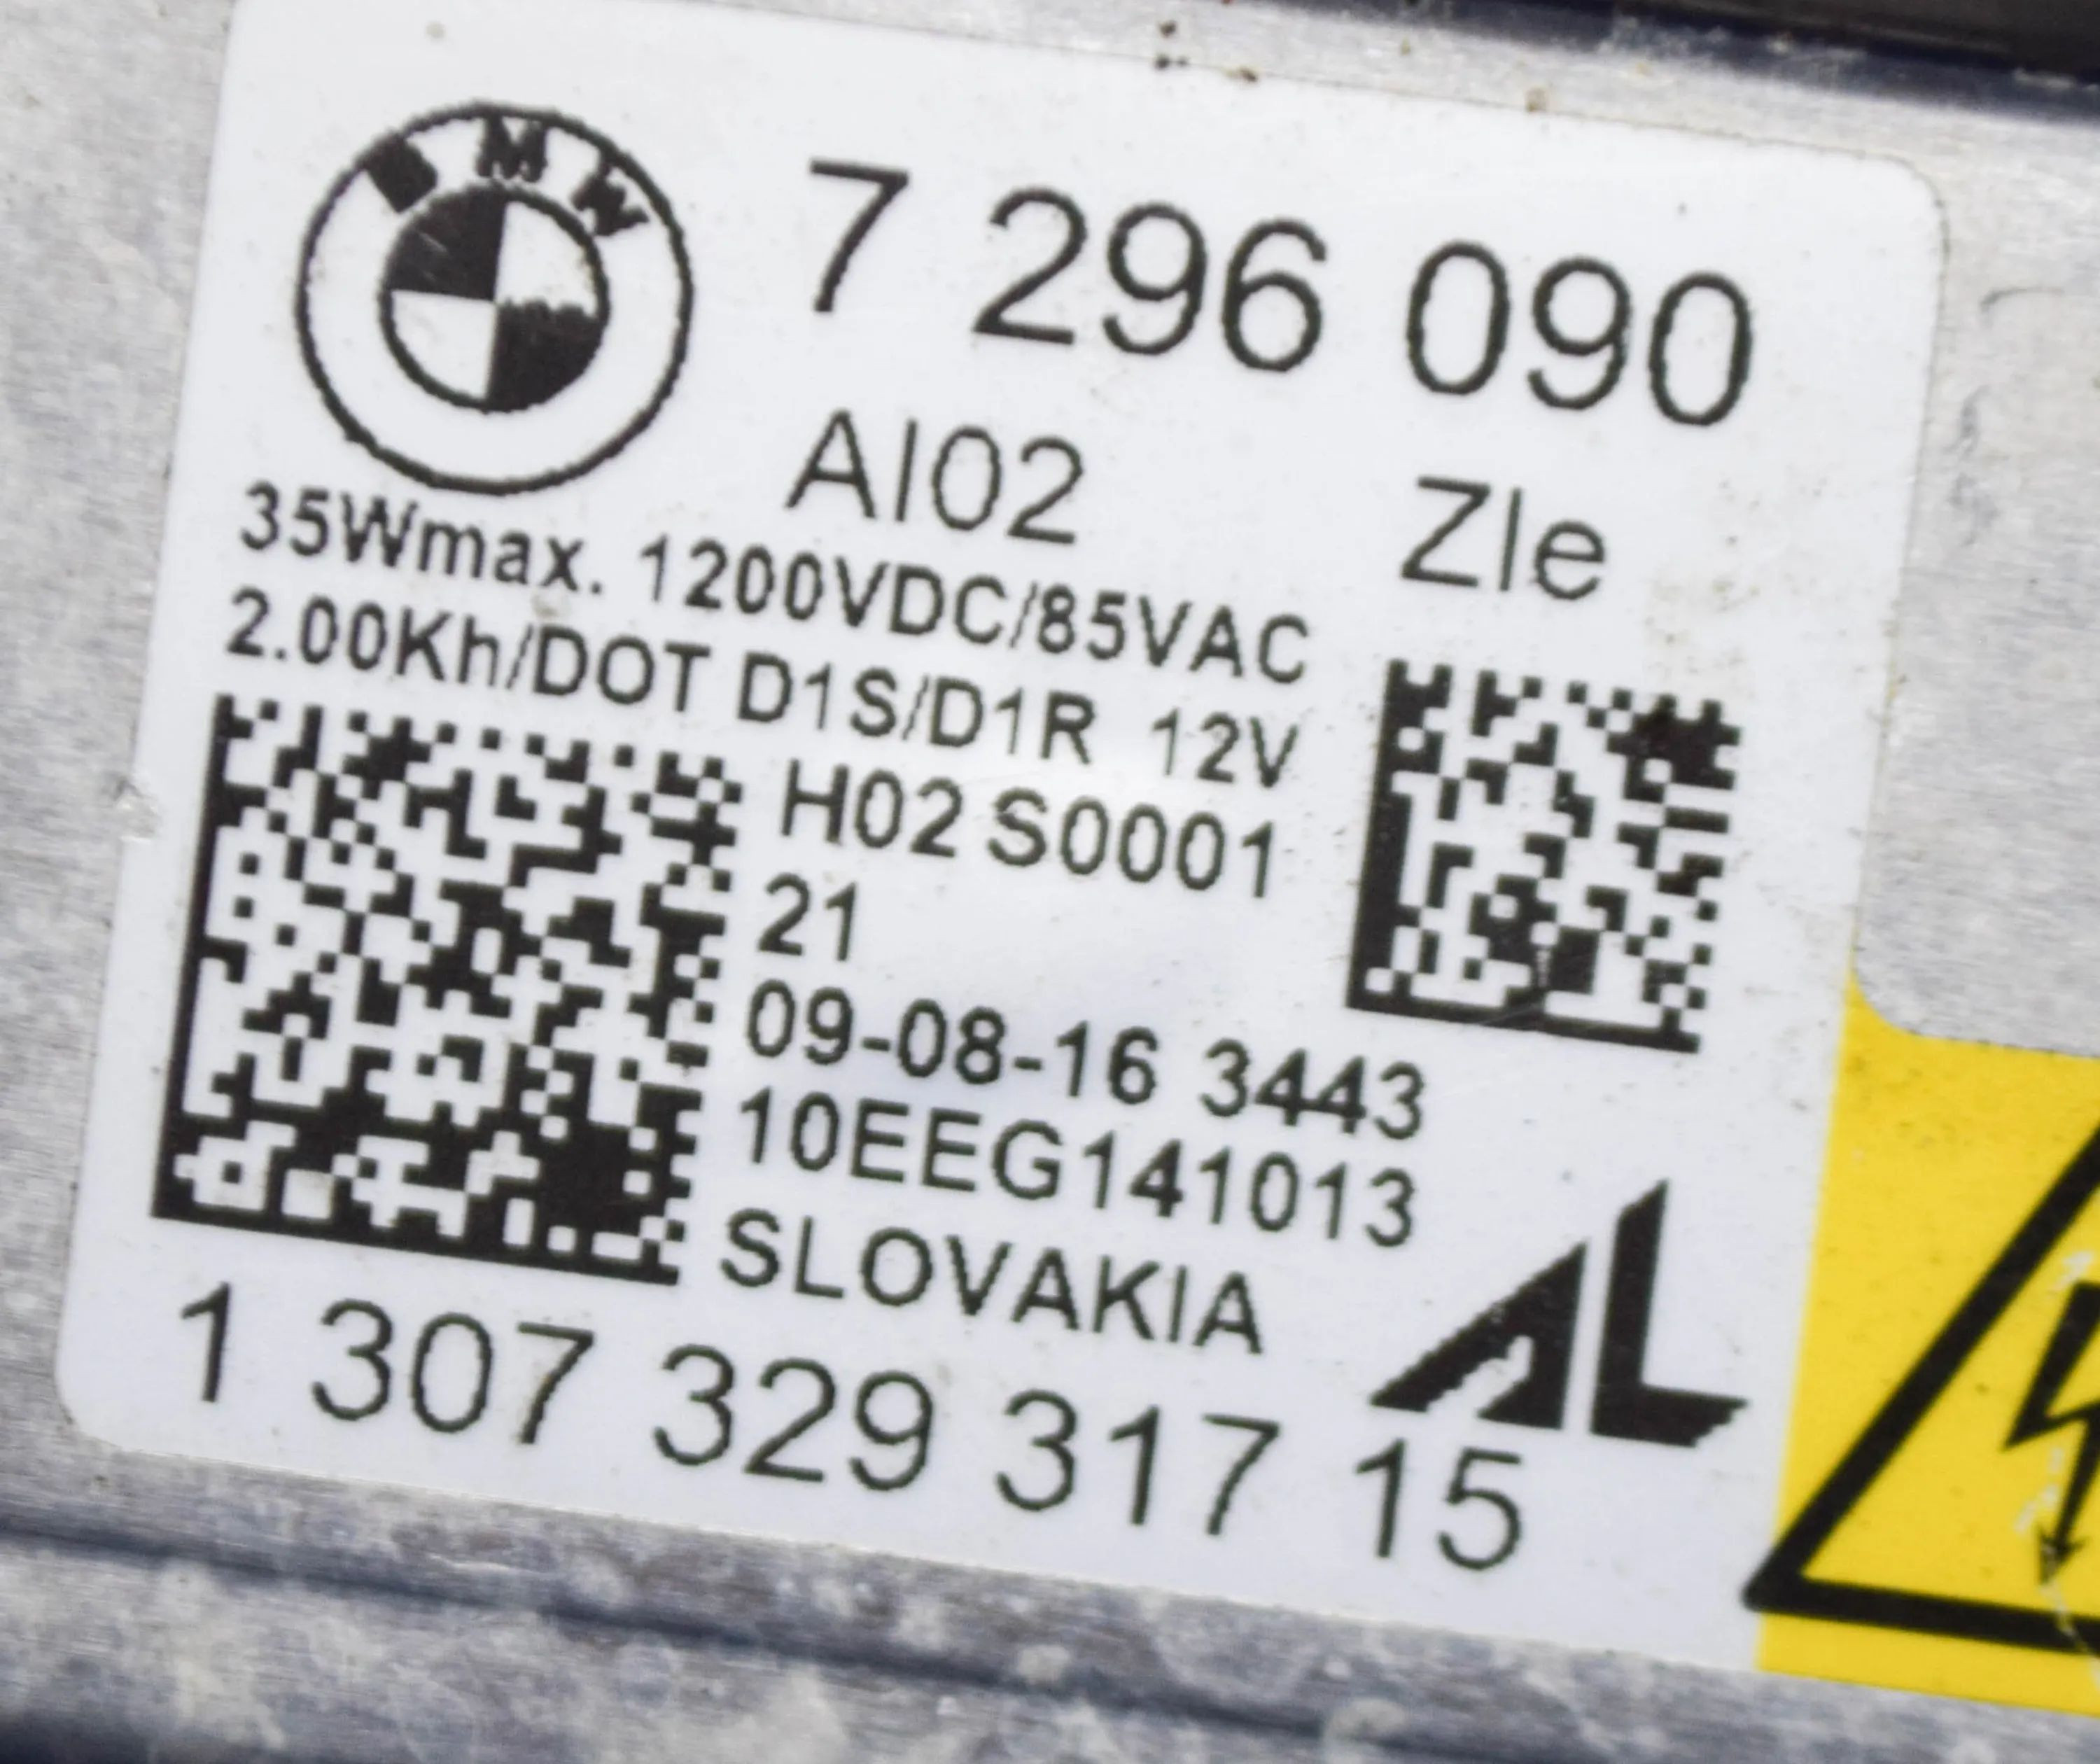 BMW
7 296 090
AI02 ZIe
35Wmax. 1200VDC/85VAC
2.00Kh/DOT D1S/D1R 12V
H02 S0001
21
09-08-16 3443
10EEG141013
SLOVAKIA
AL
1 307 329 317 15